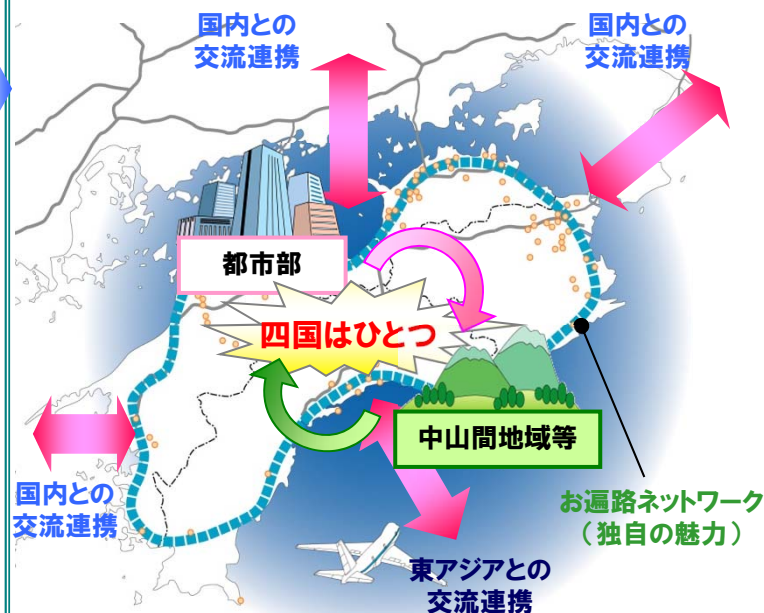 国内との
交流連携
国内との
交流連携
都市部
四国はひとつ
中山間地域等
国内との
交流連携
お遍路ネットワーク
（独自の魅力）
東アジアとの
交流連携